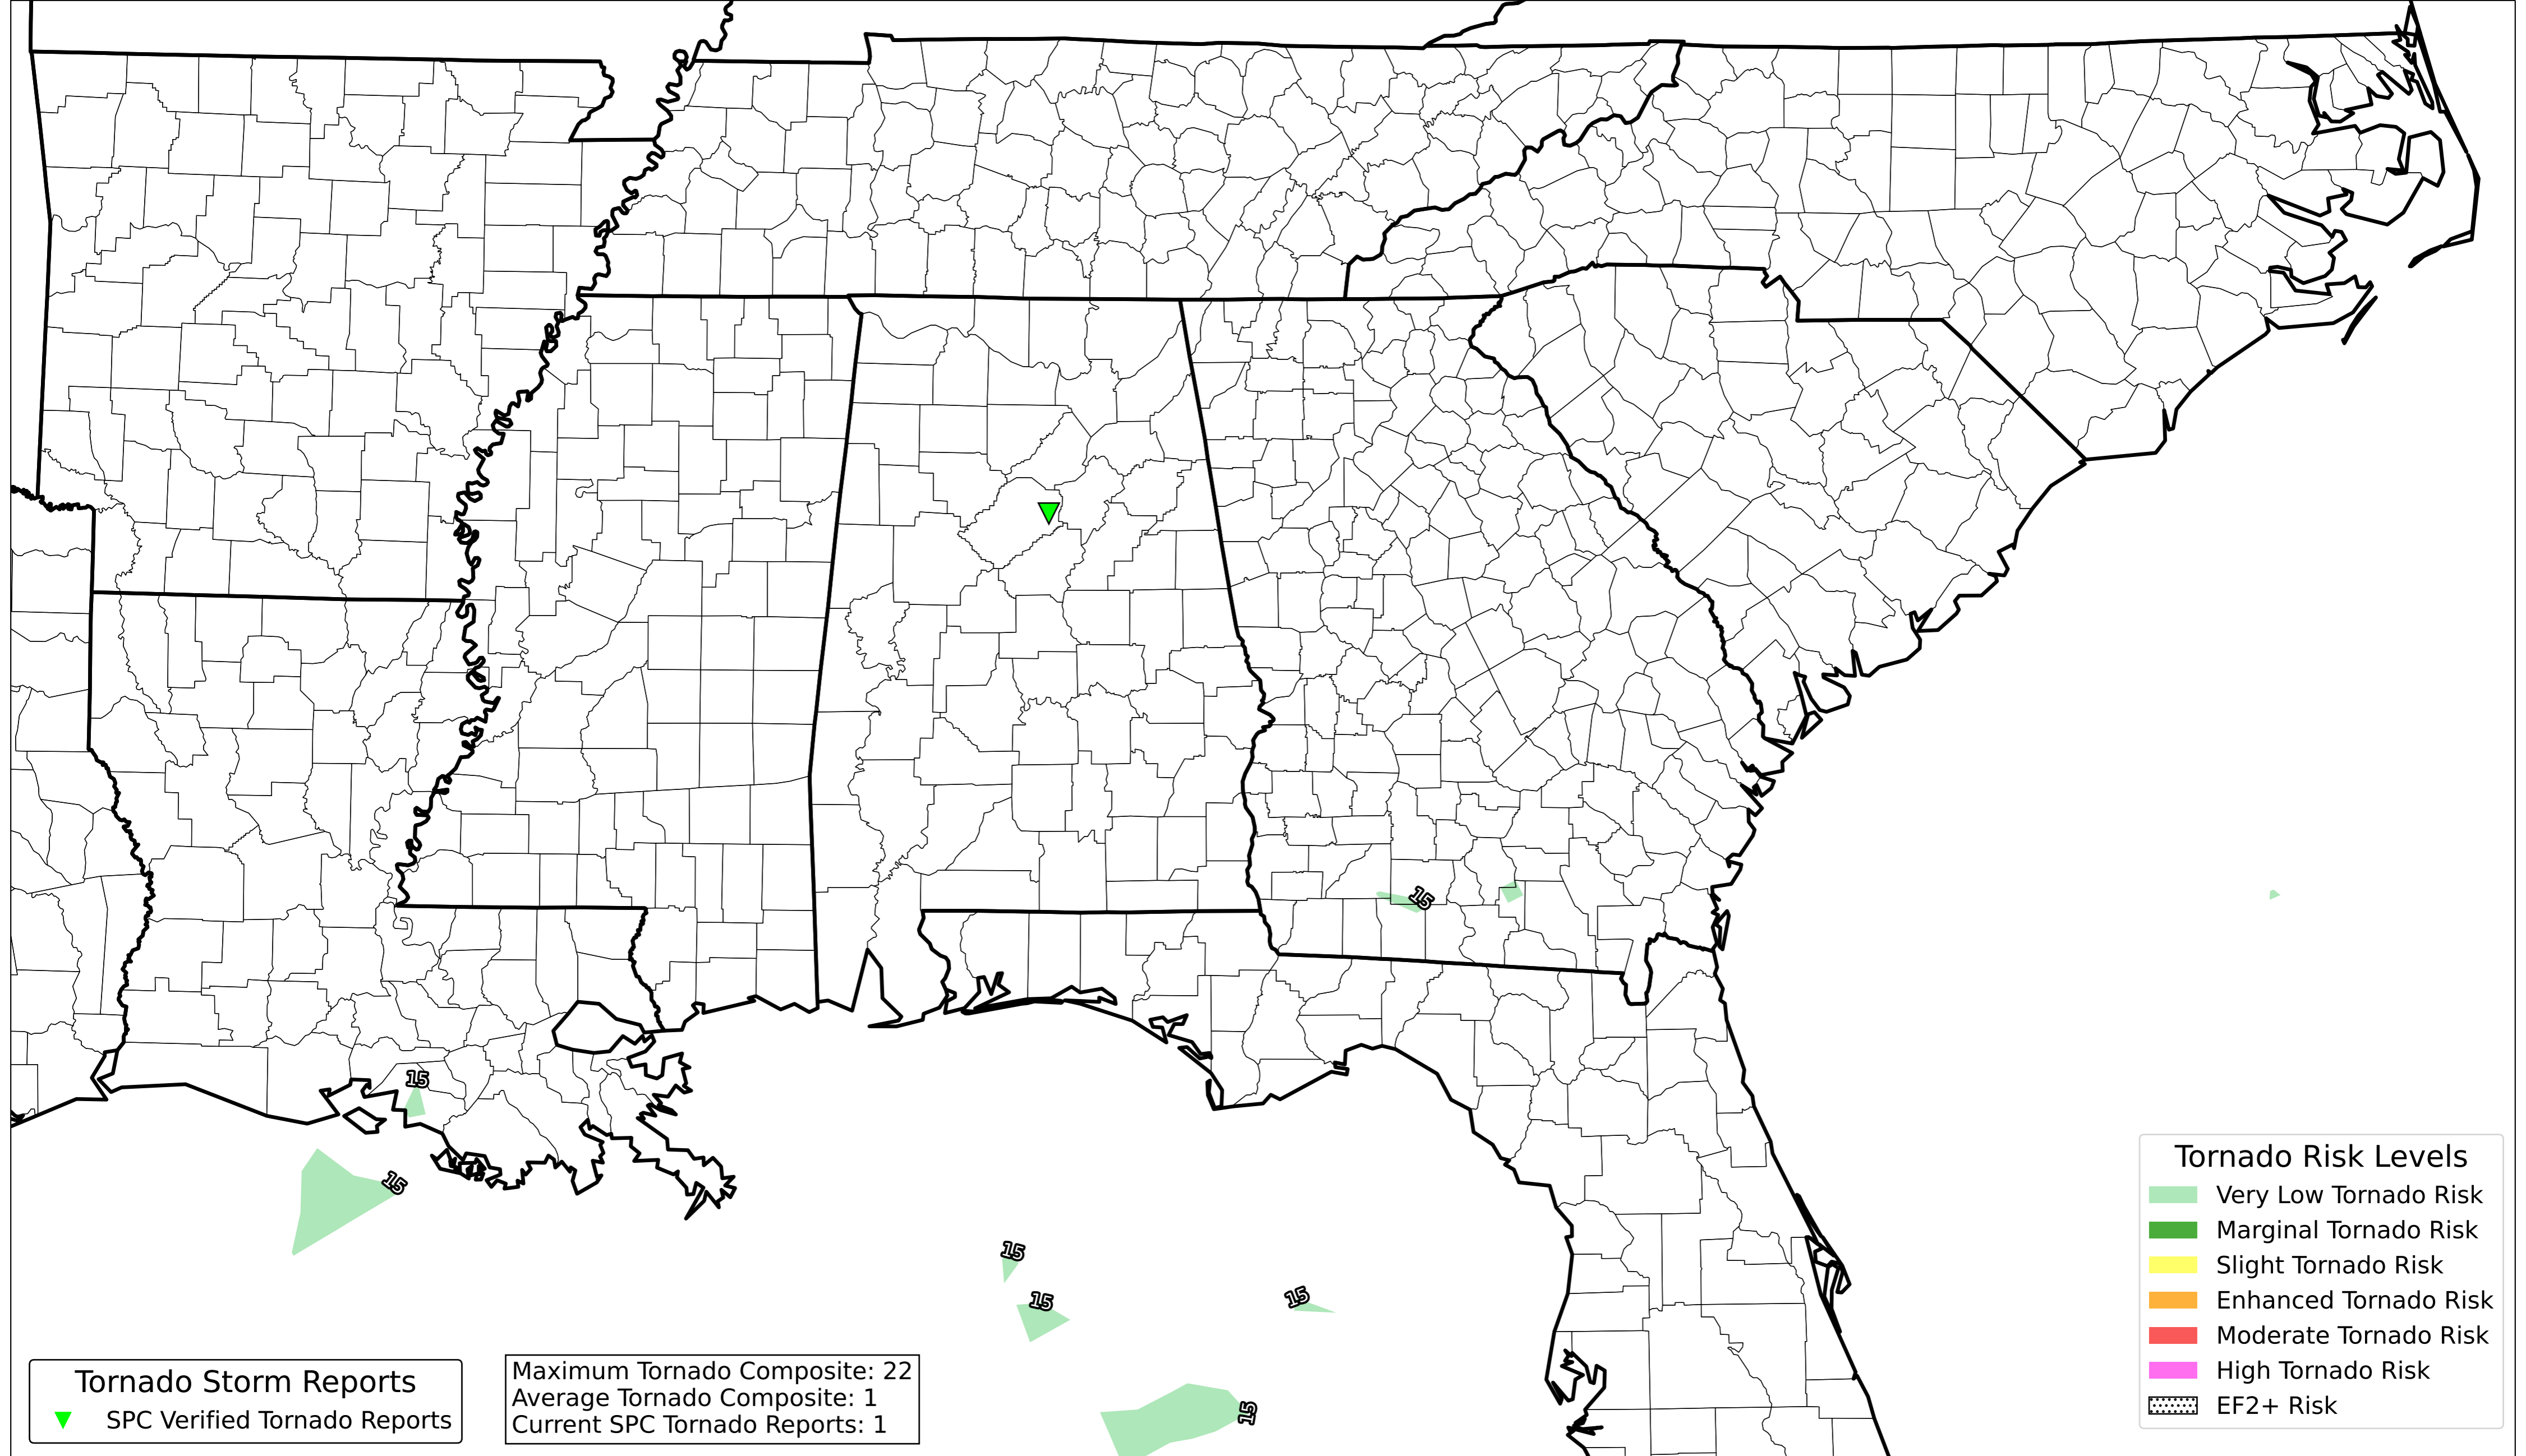 15
15
15
15
15
15
15
Tornado Storm Reports
SPC Verified Tornado Reports
Maximum Tornado Composite: 22
Average Tornado Composite: 1
Current SPC Tornado Reports: 1
Tornado Risk Levels
Very Low Tornado Risk
Marginal Tornado Risk
Slight Tornado Risk
Enhanced Tornado Risk
Moderate Tornado Risk
High Tornado Risk
EF2+ Risk